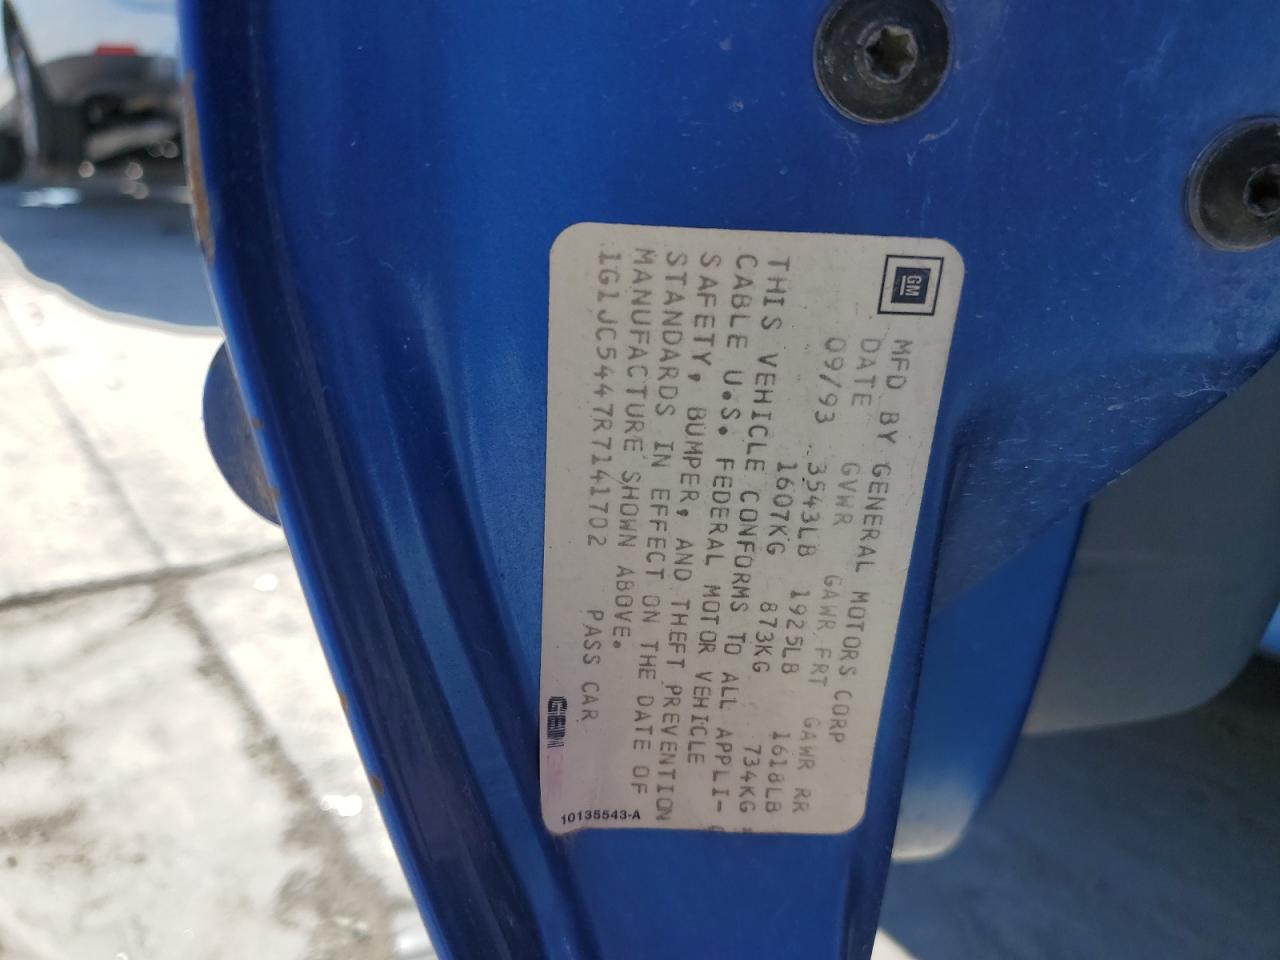 GM
MFD BY GENERAL MOTORS CORP
DATE GVWR GAWR FRT GAWR RR
09/93 3543LB 1925LB 1618LB
1607KG 873KG 734KG
THIS VEHICLE CONFORMS TO ALL APPLI-
CABLE U.S. FEDERAL MOTOR VEHICLE
SAFETY, BUMPER, AND THEFT PREVENTION
STANDARDS IN EFFECT ON THE DATE OF
MANUFACTURE SHOWN ABOVE.
1G1JC5447R7141702 PASS CAR
10135543-A